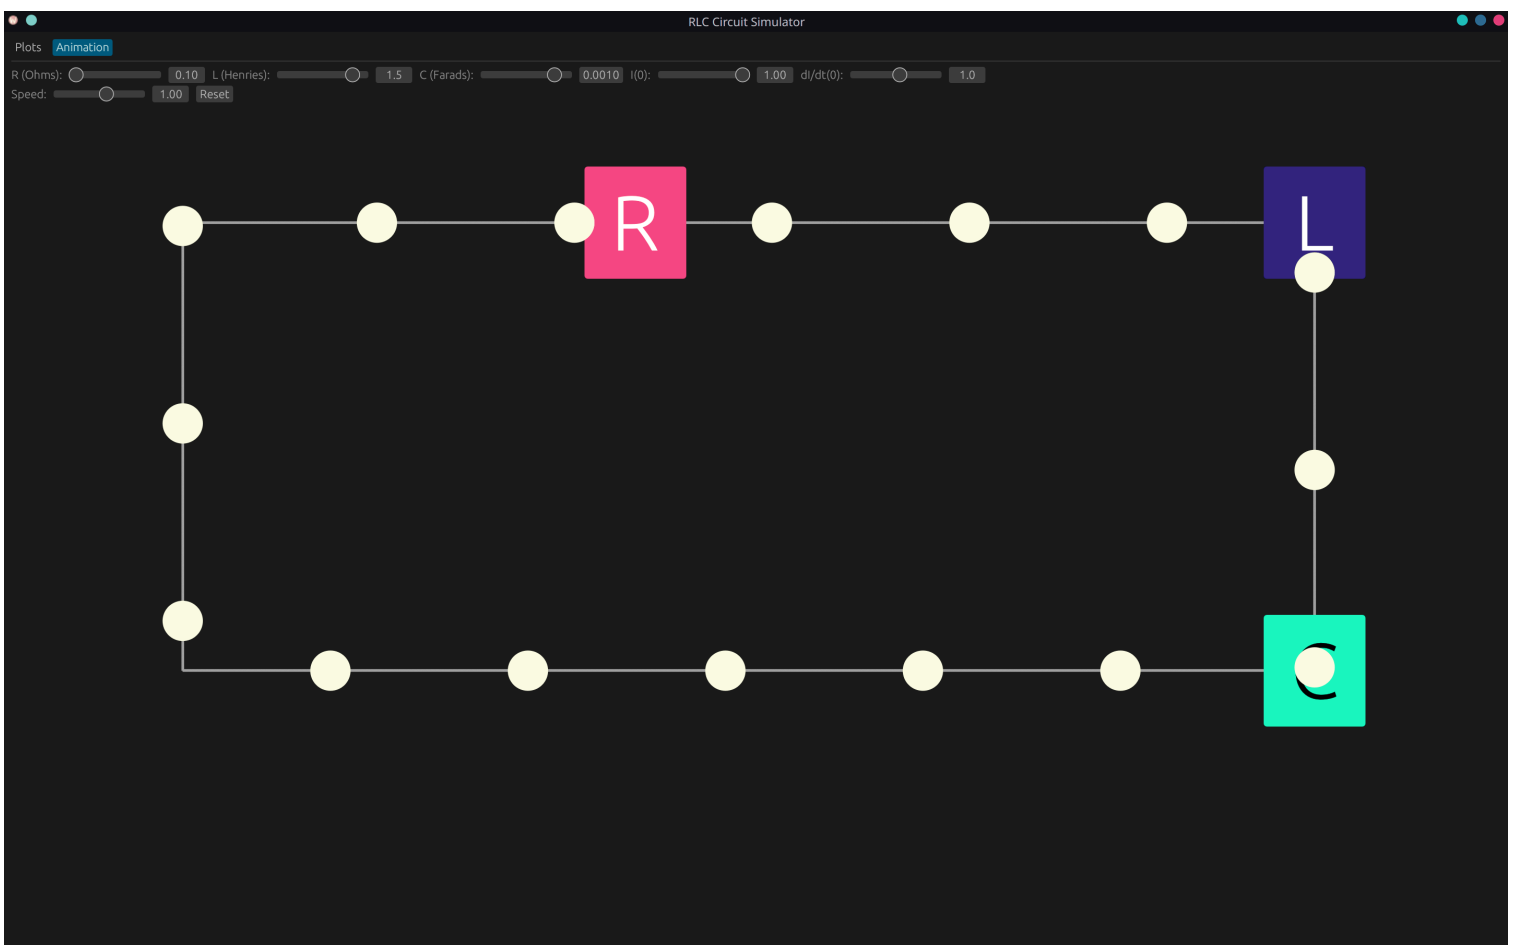 RLC Circuit Simulator
Plots Animation
R (Ohms): 0.10 L (Henries): 1.5 C (Farads): 0.0010 I(0): 1.00 dI/dt(0): 1.0
Speed: 1.00 Reset
R L
C